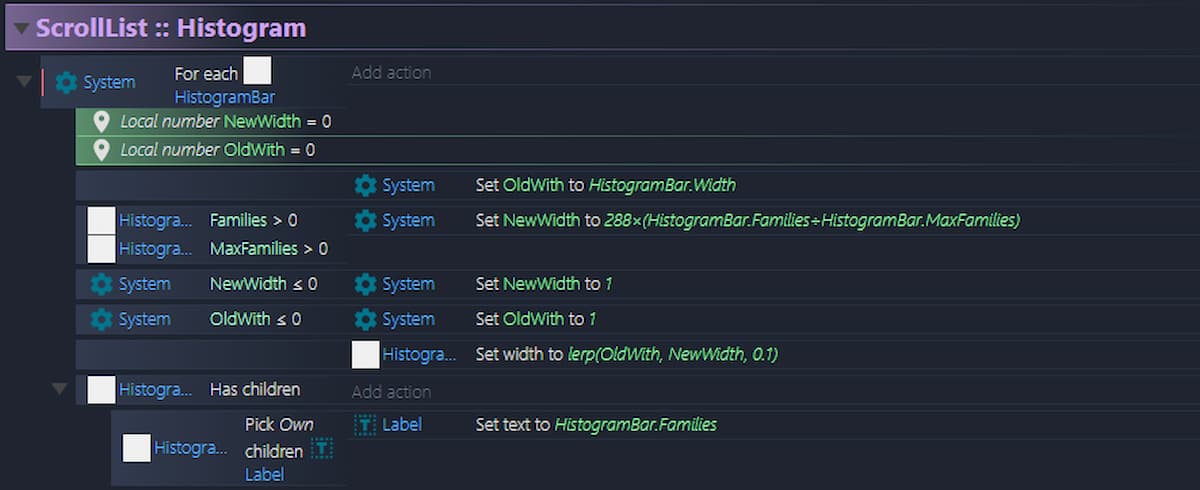 ScrollList :: Histogram
System For each Add action
HistogramBar
Local number NewWidth = 0
Local number OldWith = 0
System Set OldWith to HistogramBar.Width
Histogra... Families > 0 System Set NewWidth to 288×(HistogramBar.Families÷HistogramBar.MaxFamilies)
Histogra... MaxFamilies > 0
System NewWidth ≤ 0 System Set NewWidth to 1
System OldWith ≤ 0 System Set OldWith to 1
Histogra... Set width to lerp(OldWith, NewWidth, 0.1)
Histogra... Has children Add action
Histogra... Pick Own
children T
Label
T Label Set text to HistogramBar.Families